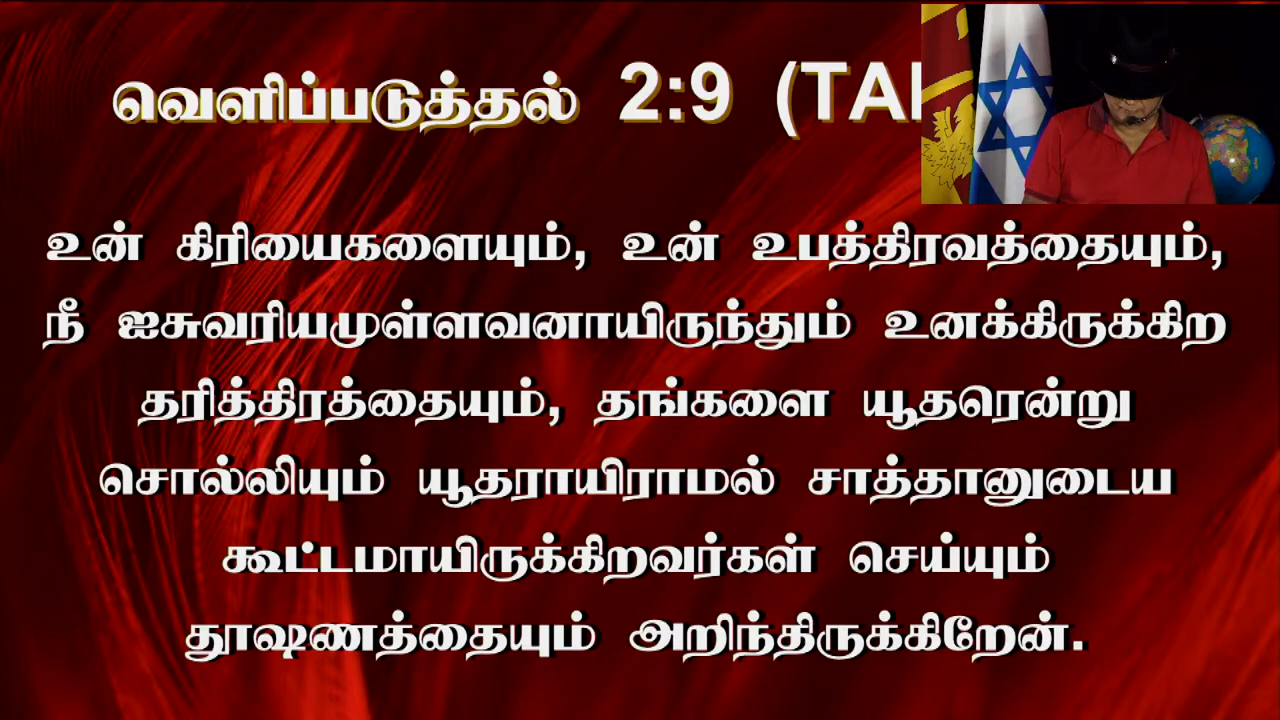 வெளிப்படுத்தல் 2:9 (TA
உன் கிரியைகளையும், உன் உபத்திரவத்தையும்,
நீ ஐசுவரியமுள்ளவனாயிருந்தும் உனக்கிருக்கிற
தரித்திரத்தையும், தங்களை யூதரென்று
சொல்லியும் யூதராயிராமல் சாத்தானுடைய
கூட்டமாயிருக்கிறவர்கள் செய்யும்
தூஷணத்தையும் அறிந்திருக்கிறேன்.